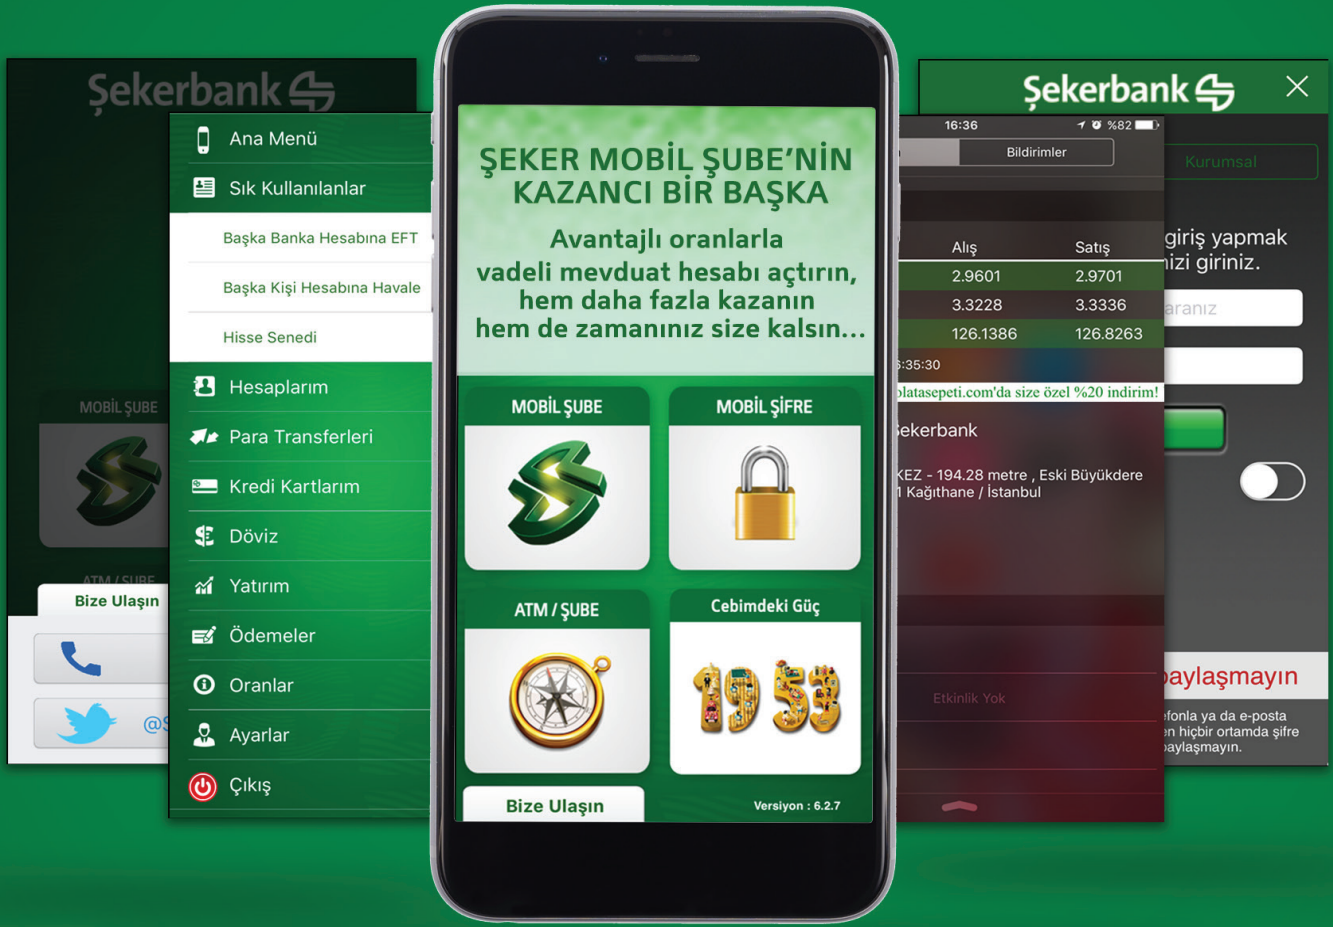 Şekerbank
MOBİL ŞUBE
ATM / ŞUBE
Bize Ulaşın
Ana Menü
Sık Kullanılanlar
Başka Banka Hesabına EFT
Başka Kişi Hesabına Havale
Hisse Senedi
Hesaplarım
Para Transferleri
Kredi Kartlarım
Döviz
Yatırım
Ödemeler
Oranlar
Ayarlar
Çıkış
ŞEKER MOBİL ŞUBE’NİN
KAZANCI BİR BAŞKA
Avantajlı oranlarla
vadeli mevduat hesabı açtırın,
hem daha fazla kazanın
hem de zamanınız size kalsın...
MOBİL ŞUBE
MOBİL ŞİFRE
ATM / ŞUBE
Cebimdeki Güç
1953
Bize Ulaşın
Versiyon : 6.2.7
16:36
%82
Bildirimler
Alış Satış
2.9601 2.9701
3.3228 3.3336
126.1386 126.8263
:35:30
latasepeti.com'da size özel %20 indirim!
ekerbank
KEZ - 194.28 metre , Eski Büyükdere
1 Kağıthane / İstanbul
Etkinlik Yok
Şekerbank
Kurumsal
giriş yapmak
nizi giriniz.
aranız
paylaşmayın
efonla ya da e-posta
en hiçbir ortamda şifre
paylaşmayın.